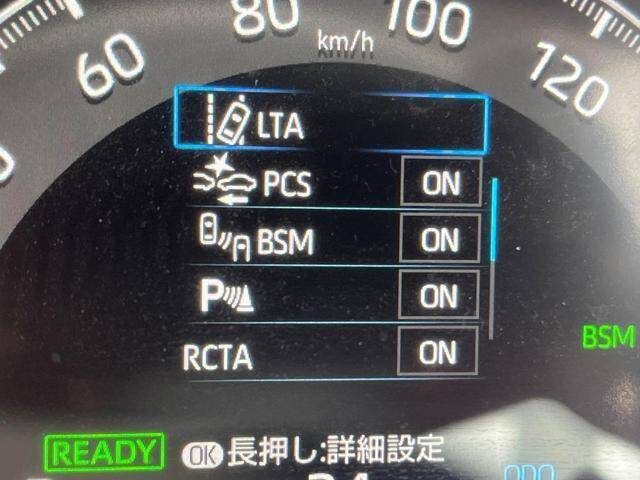 60 80 100 120
km/h
LTA
PCS ON
BSM ON
P ON
RCTA ON
BSM
READY OK 長押し:詳細設定
ODO